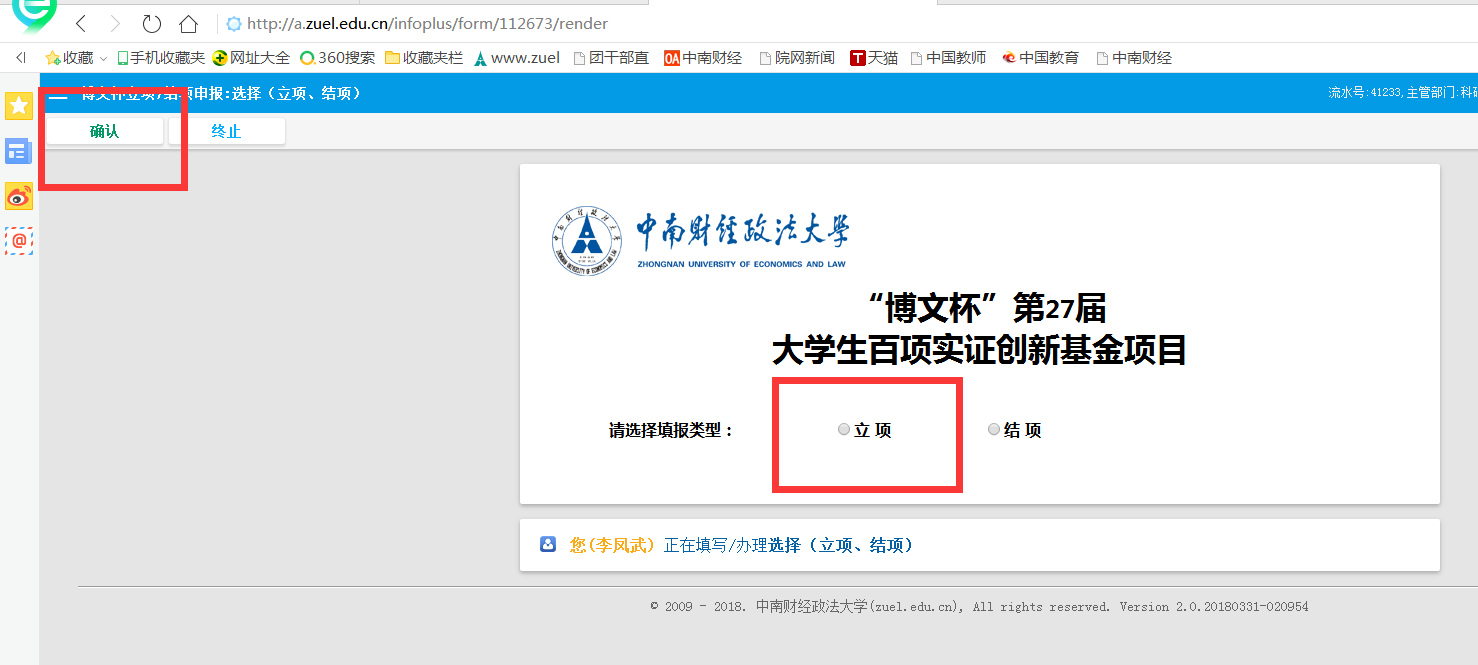 http://a.zuel.edu.cn/infoplus/form/112673/render
收藏 手机收藏夹 网址大全 360搜索 收藏夹栏 www.zuel 团干部直 中南财经 院网新闻 天猫 中国教师 中国教育 中南财经
博文杯立项/结项申报:选择（立项、结项）
流水号:41233,主管部门:科研
确认 终止
中南财经政法大学
ZHONGNAN UNIVERSITY OF ECONOMICS AND LAW
“博文杯”第27届
大学生百项实证创新基金项目
请选择填报类型： 立 项 结 项
您(李凤武) 正在填写/办理选择（立项、结项）
© 2009 - 2018. 中南财经政法大学(zuel.edu.cn), All rights reserved. Version 2.0.20180331-020954